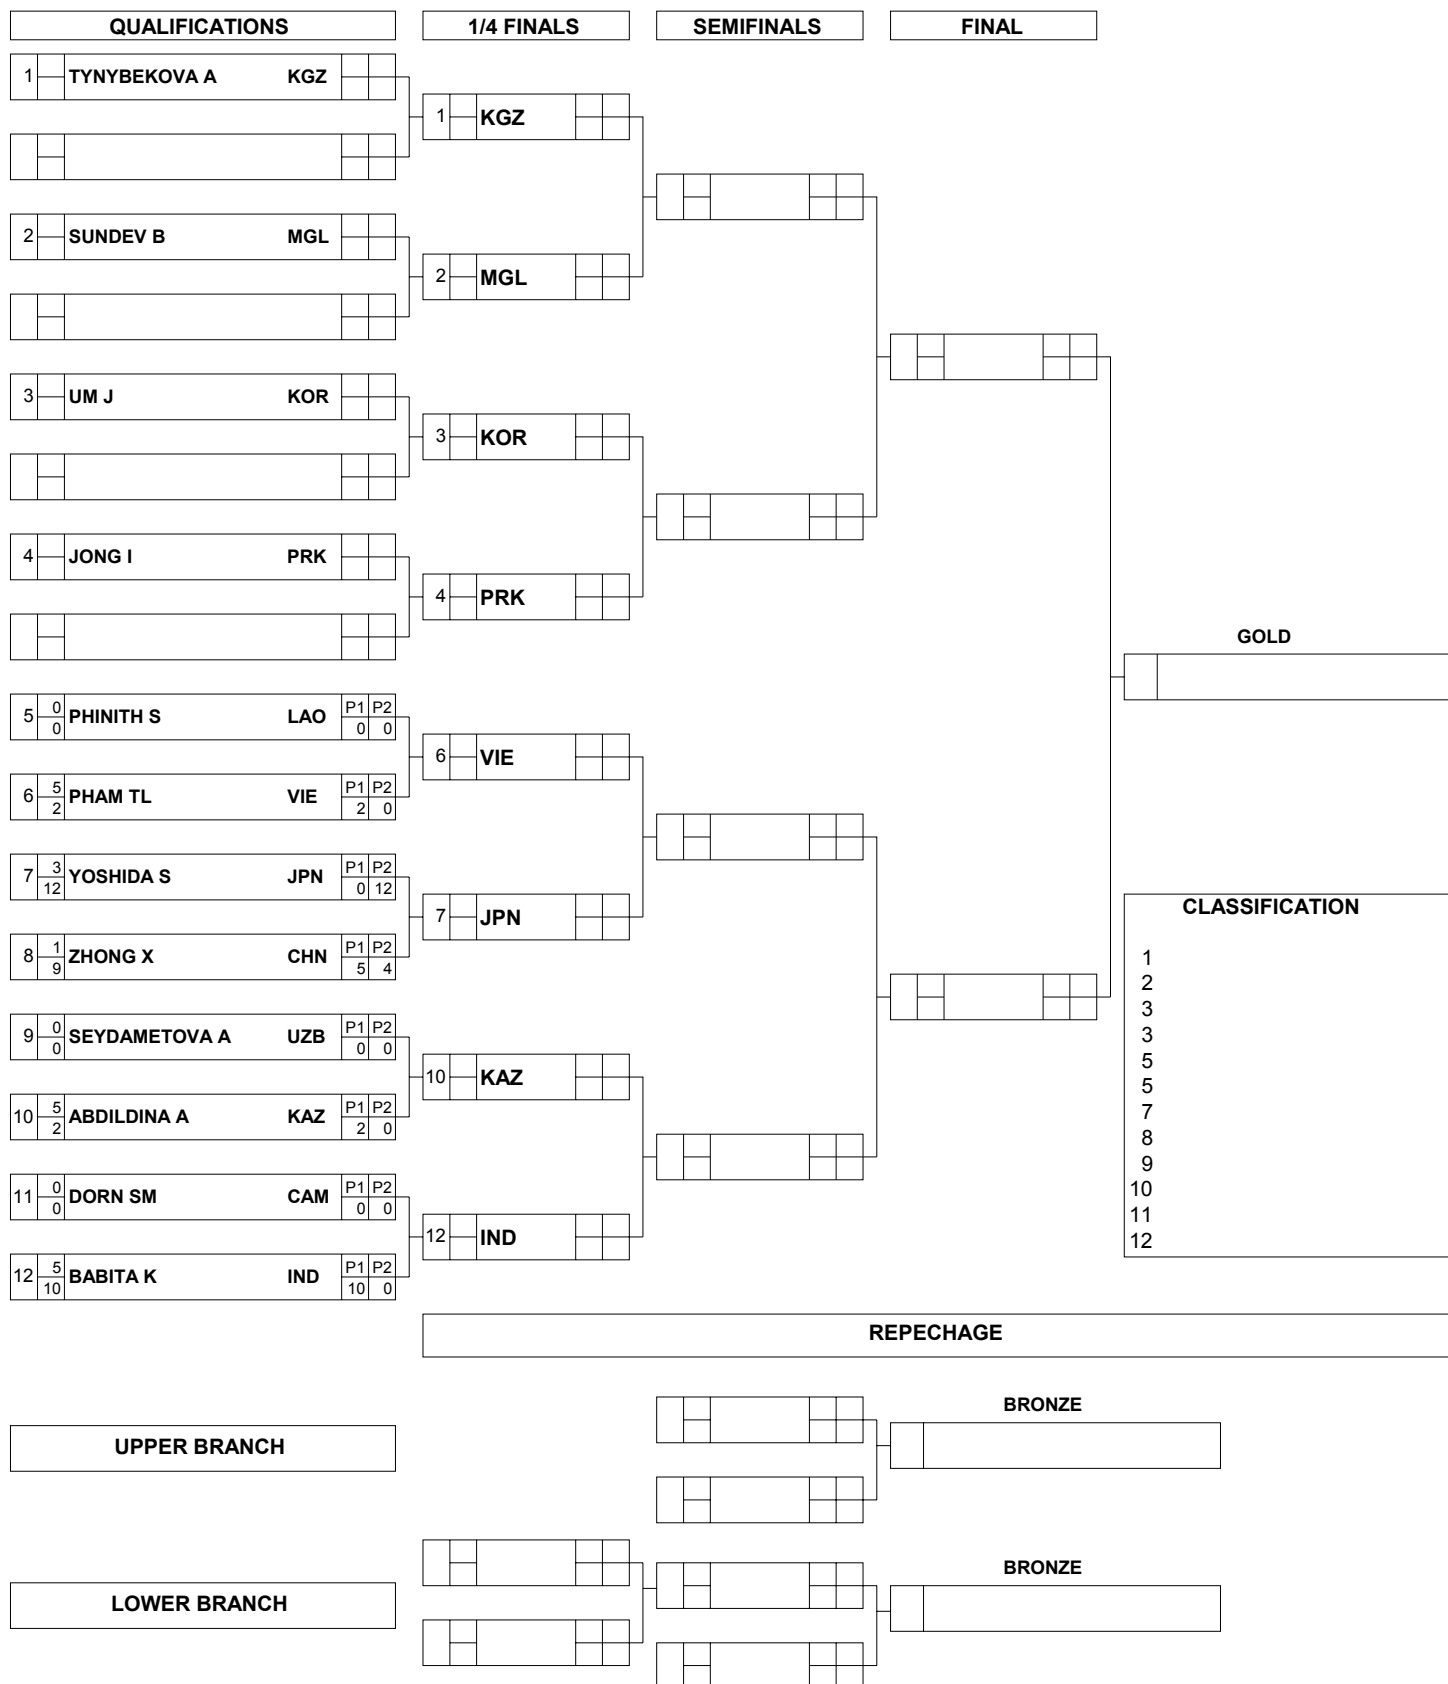 QUALIFICATIONS 1/4 FINALS SEMIFINALS FINAL
1 TYNYBEKOVA A KGZ
1 KGZ
2 SUNDEV B MGL
2 MGL
3 UM J KOR
3 KOR
4 JONG I PRK
4 PRK
GOLD
5 0 PHINITH S LAO P1 P2
0 0 0
6 VIE
6 5 PHAM TL VIE P1 P2
2 2 0
7 3 YOSHIDA S JPN P1 P2
12 0 12
7 JPN
8 1 ZHONG X CHN P1 P2
9 5 4
9 0 SEYDAMETOVA A UZB P1 P2
0 0 0
10 KAZ
10 5 ABDILDINA A KAZ P1 P2
2 2 0
11 0 DORN SM CAM P1 P2
0 0 0
12 IND
12 5 BABITA K IND P1 P2
10 10 0
CLASSIFICATION
1
2
3
3
5
5
7
8
9
10
11
12
REPECHAGE
UPPER BRANCH
BRONZE
LOWER BRANCH
BRONZE